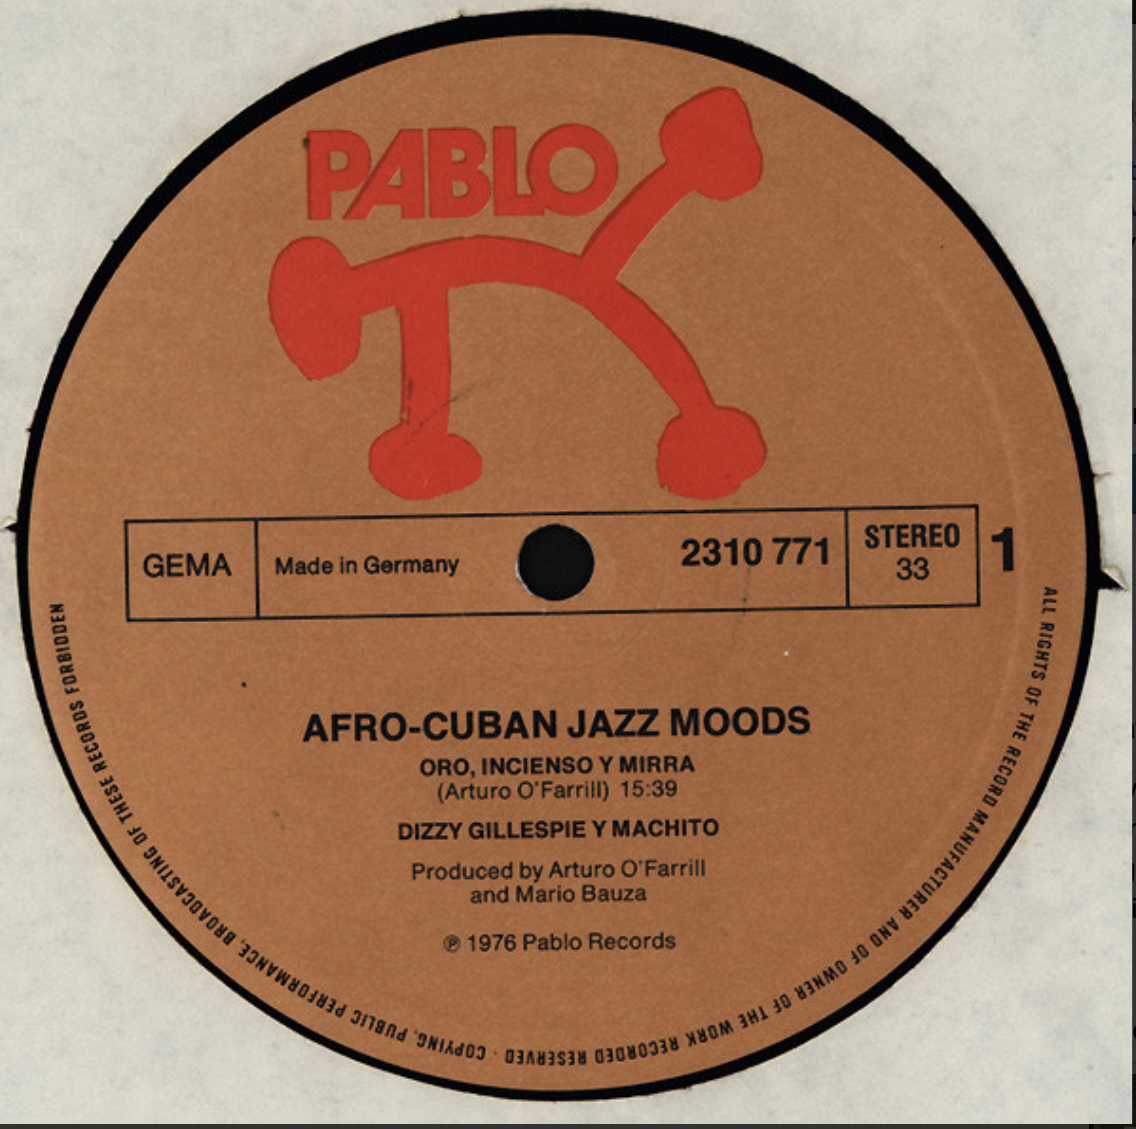 PABLO
GEMA
Made in Germany
2310 771
STEREO
33
1
AFRO-CUBAN JAZZ MOODS
ORO, INCIENSO Y MIRRA
(Arturo O'Farrill) 15:39
DIZZY GILLESPIE Y MACHITO
Produced by Arturo O'Farrill
and Mario Bauza
℗ 1976 Pablo Records
ALL RIGHTS OF THE RECORD MANUFACTURER AND OF OWNER OF THE WORK RECORDED RESERVED · COPYING, PUBLIC PERFORMANCE, BROADCASTING OF THESE RECORDS FORBIDDEN